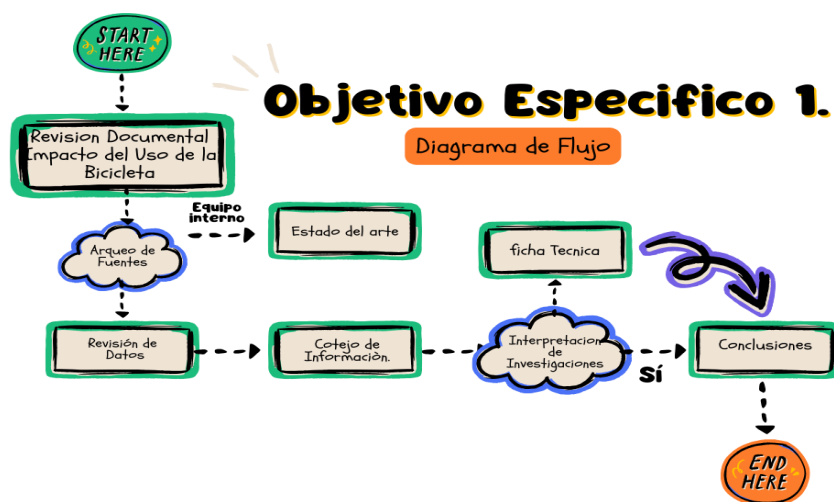 START
HERE
Objetivo Especifico 1.
Diagrama de Flujo
Revision Documental
Impacto del Uso de la
Bicicleta
Equipo
interno
Arqueo de
Fuentes
Estado del arte
ficha Tecnica
Revisión de
Datos
Cotejo de
Informaciòn.
Interpretacion
de
Investigaciones
SÍ
Conclusiones
END
HERE